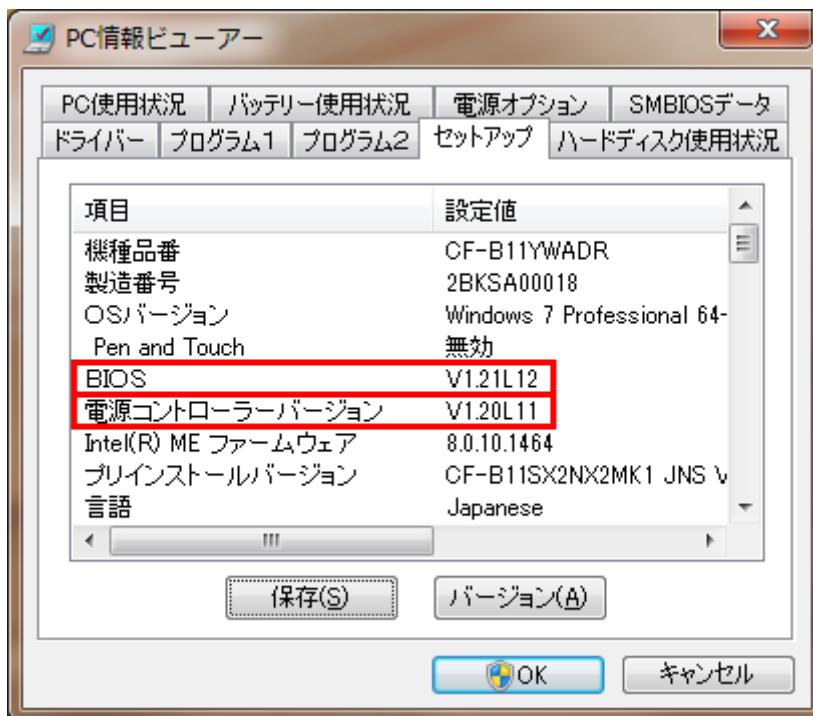 PC情報ビューアー
PC使用状況 バッテリー使用状況 電源オプション SMBIOSデータ
ドライバー プログラム1 プログラム2 セットアップ ハードディスク使用状況
項目 設定値
機種品番 CF-B11YWADR
製造番号 2BKSA00018
OSバージョン Windows 7 Professional 64-
Pen and Touch 無効
BIOS V1.21L12
電源コントローラーバージョン V1.20L11
Intel(R) ME ファームウェア 8.0.10.1464
プリインストールバージョン CF-B11SX2NX2MK1 JNS V
言語 Japanese
保存(S) バージョン(A)
OK キャンセル